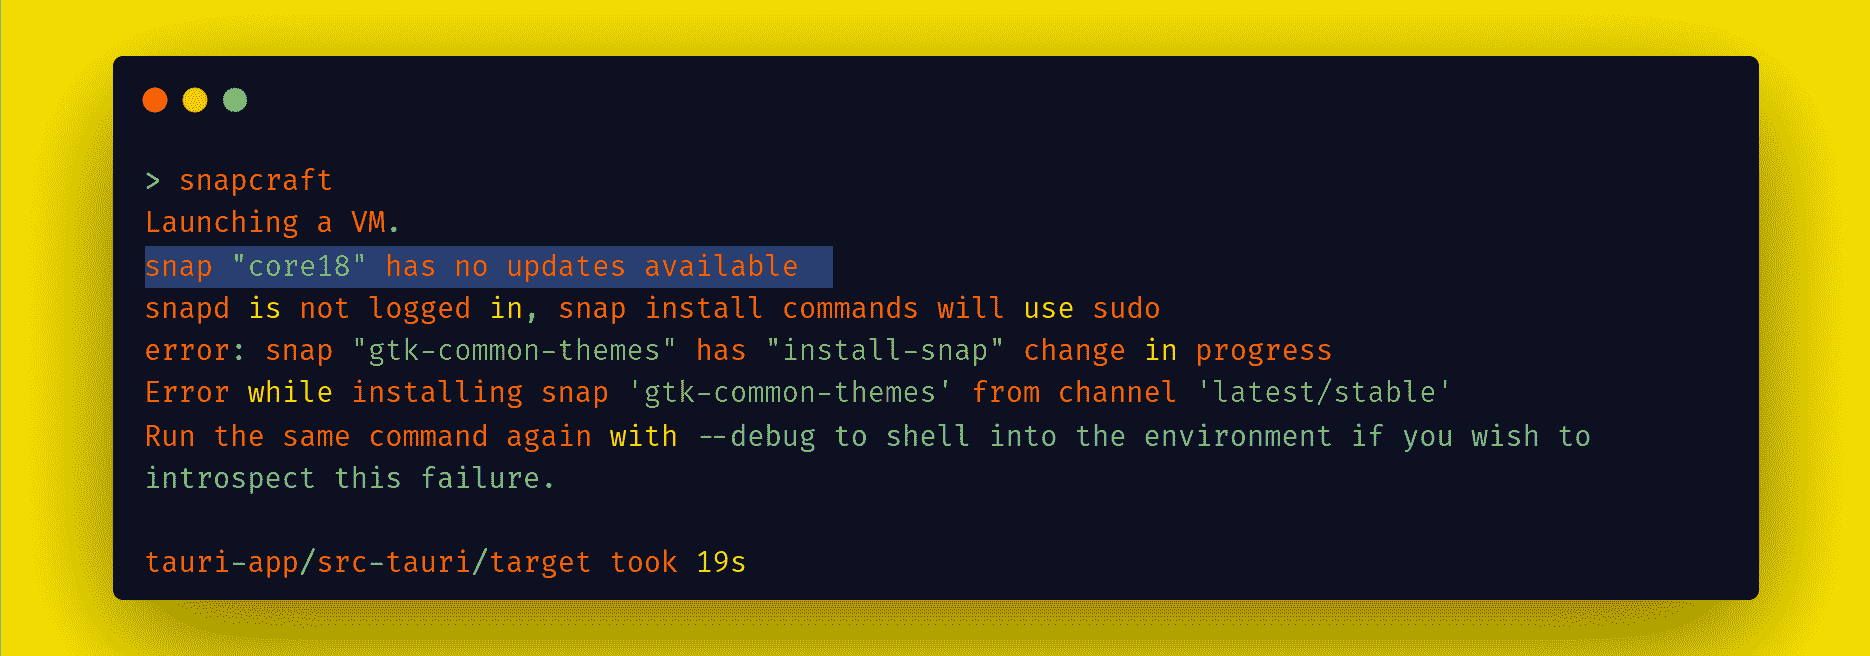 > snapcraft
Launching a VM.
snap "core18" has no updates available
snapd is not logged in, snap install commands will use sudo
error: snap "gtk-common-themes" has "install-snap" change in progress
Error while installing snap 'gtk-common-themes' from channel 'latest/stable'
Run the same command again with --debug to shell into the environment if you wish to
introspect this failure.
tauri-app/src-tauri/target took 19s